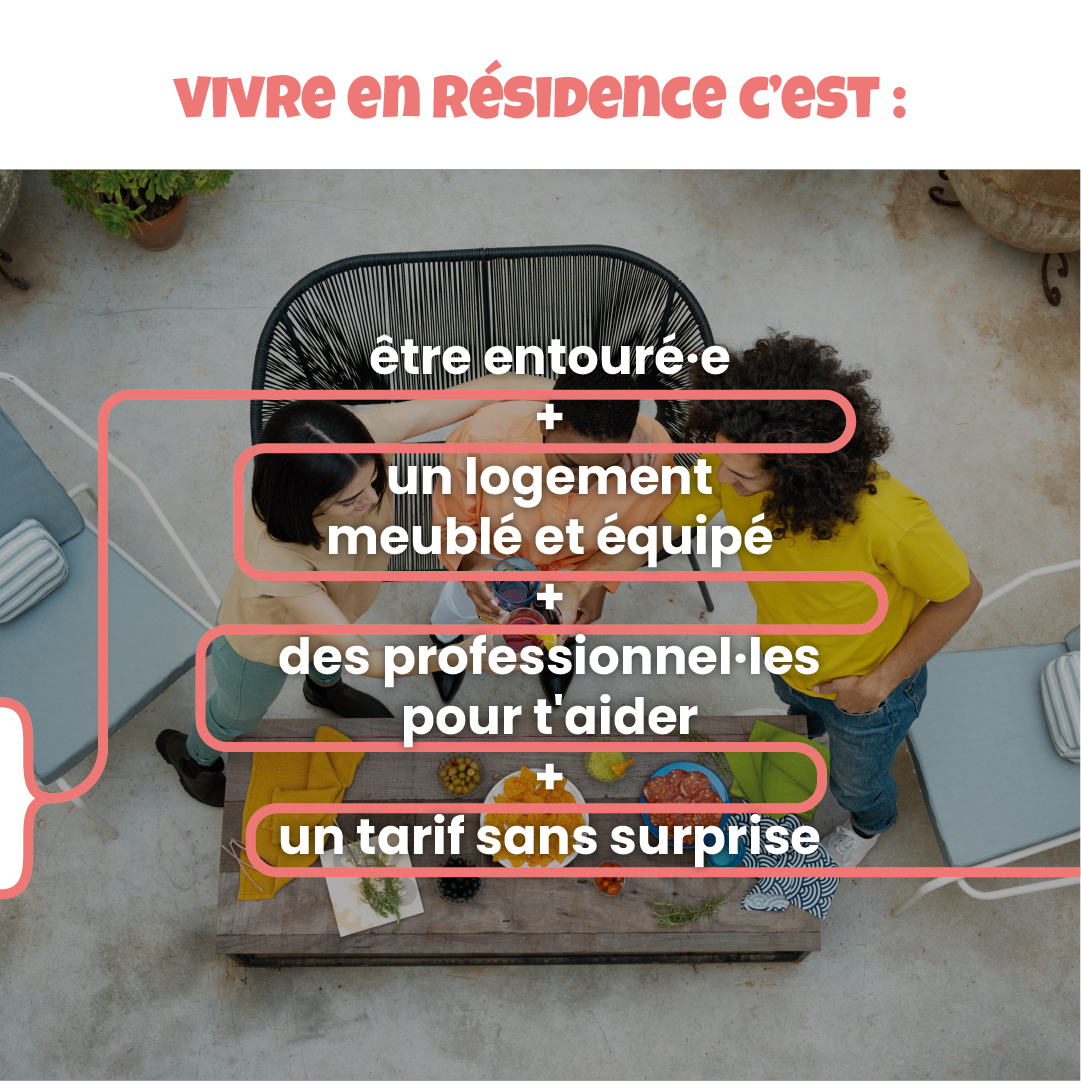 vivre en résidence c'est :
être entouré·e
+
un logement
meublé et équipé
+
des professionnel·les
pour t'aider
+
un tarif sans surprise